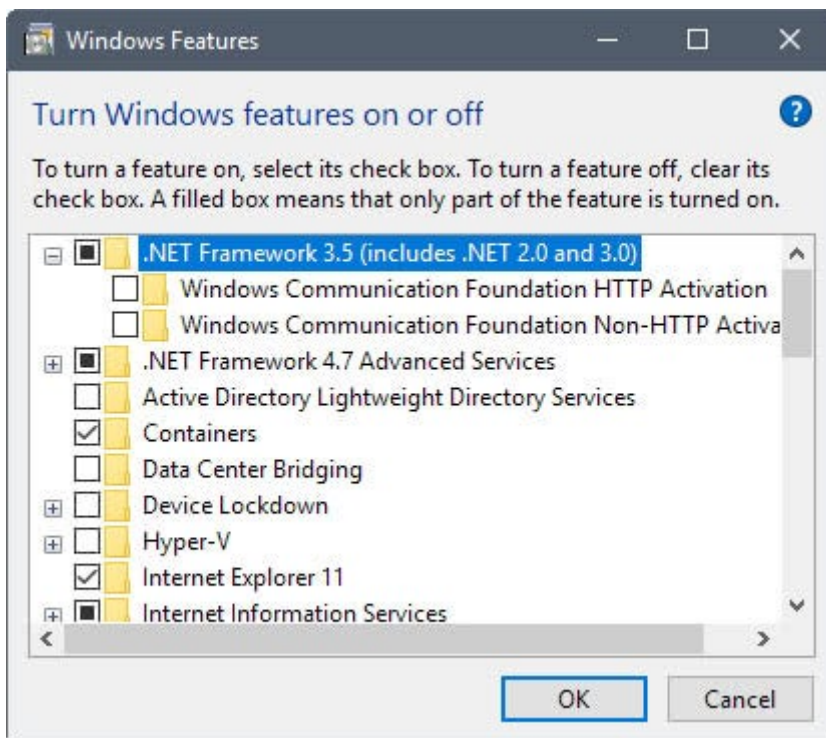 Windows Features
Turn Windows features on or off
To turn a feature on, select its check box. To turn a feature off, clear its
check box. A filled box means that only part of the feature is turned on.
.NET Framework 3.5 (includes .NET 2.0 and 3.0)
Windows Communication Foundation HTTP Activation
Windows Communication Foundation Non-HTTP Activa
.NET Framework 4.7 Advanced Services
Active Directory Lightweight Directory Services
Containers
Data Center Bridging
Device Lockdown
Hyper-V
Internet Explorer 11
Internet Information Services
OK Cancel